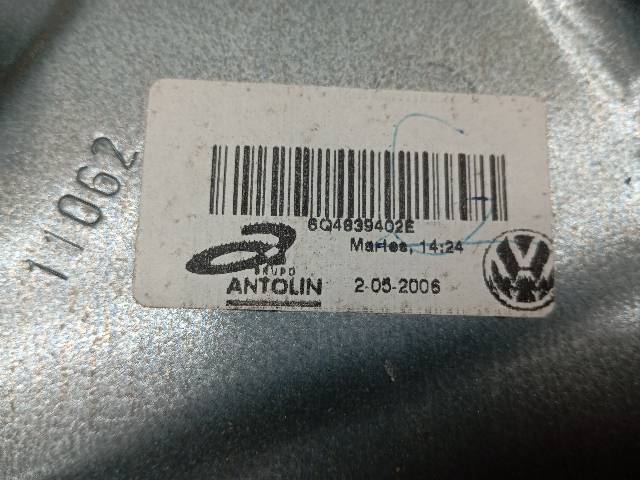 11062
6Q4839402E
Martes, 14:24
GRUPO
ANTOLIN
2-05-2006